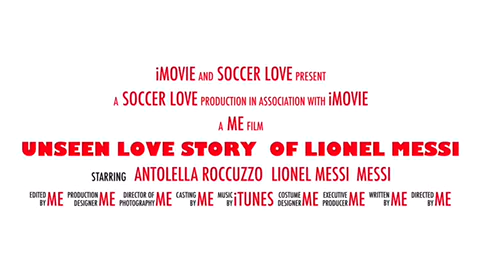 iMOVIE AND SOCCER LOVE PRESENT
A SOCCER LOVE PRODUCTION IN ASSOCIATION WITH iMOVIE
A ME FILM
UNSEEN LOVE STORY OF LIONEL MESSI
STARRING ANTOLELLA ROCCUZZO LIONEL MESSI MESSI
EDITED BY ME PRODUCTION DESIGNER ME DIRECTOR OF PHOTOGRAPHY ME CASTING BY ME MUSIC BY iTUNES COSTUME DESIGNER ME EXECUTIVE PRODUCER ME WRITTEN BY ME DIRECTED BY ME